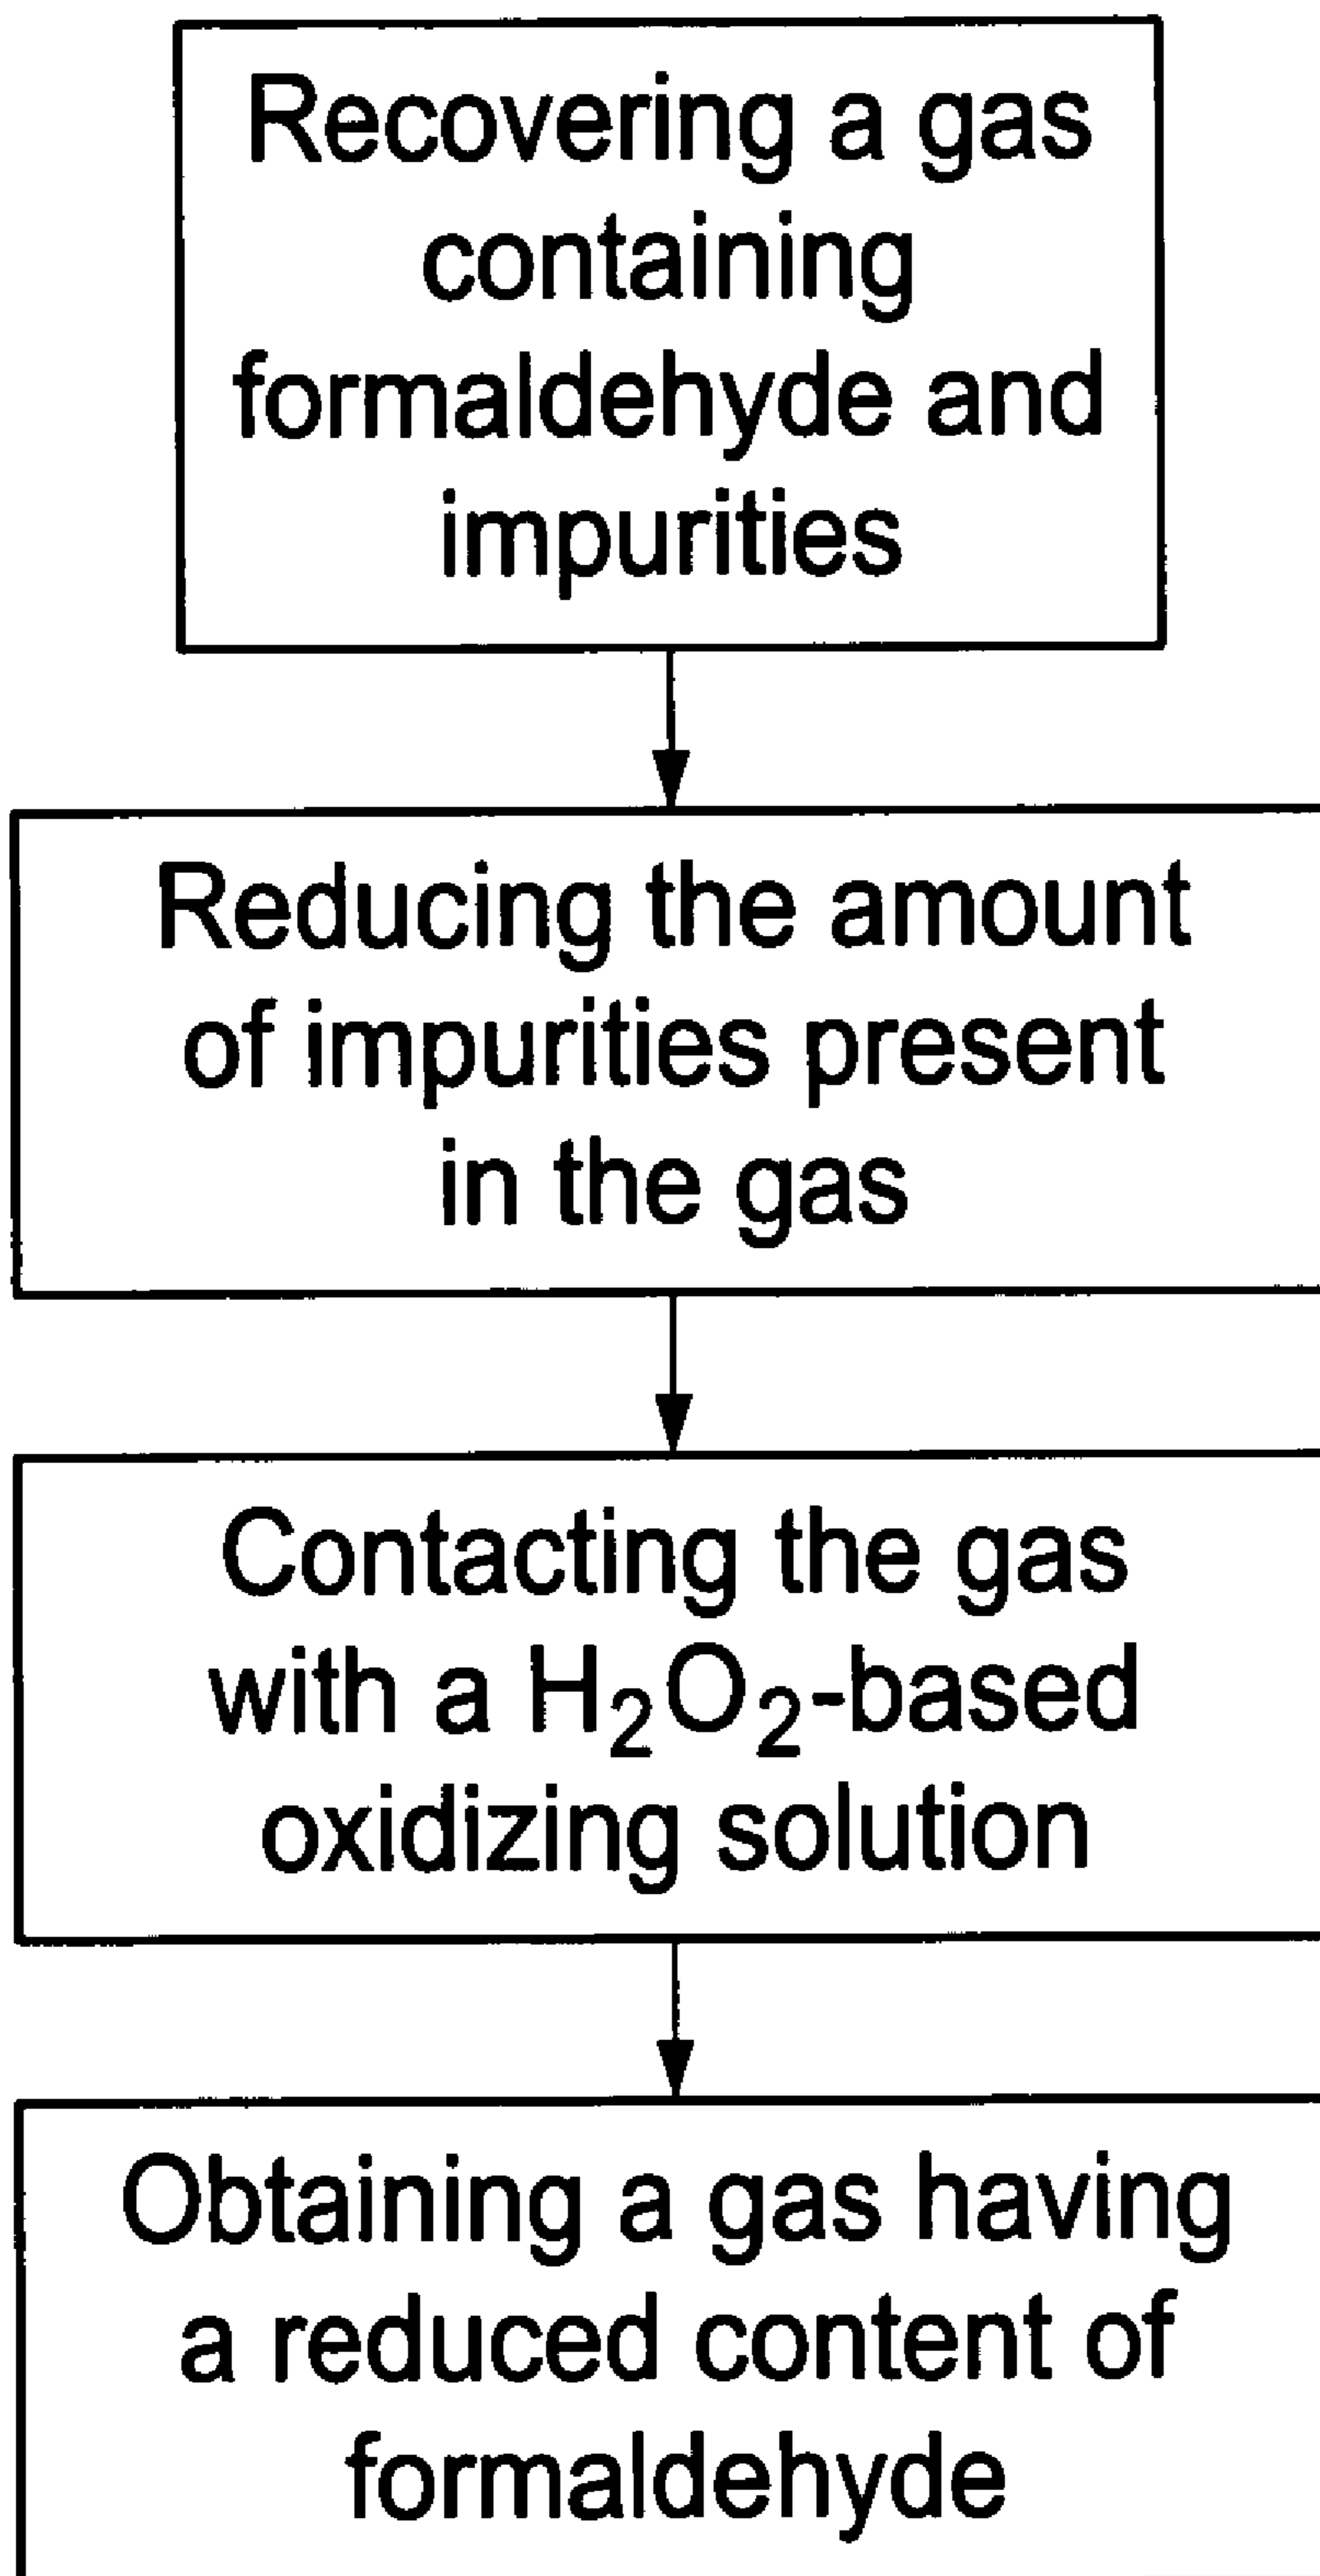 Recovering a gas
containing
formaldehyde and
impurities
Reducing the amount
of impurities present
in the gas
Contacting the gas
with a H₂O₂-based
oxidizing solution
Obtaining a gas having
a reduced content of
formaldehyde